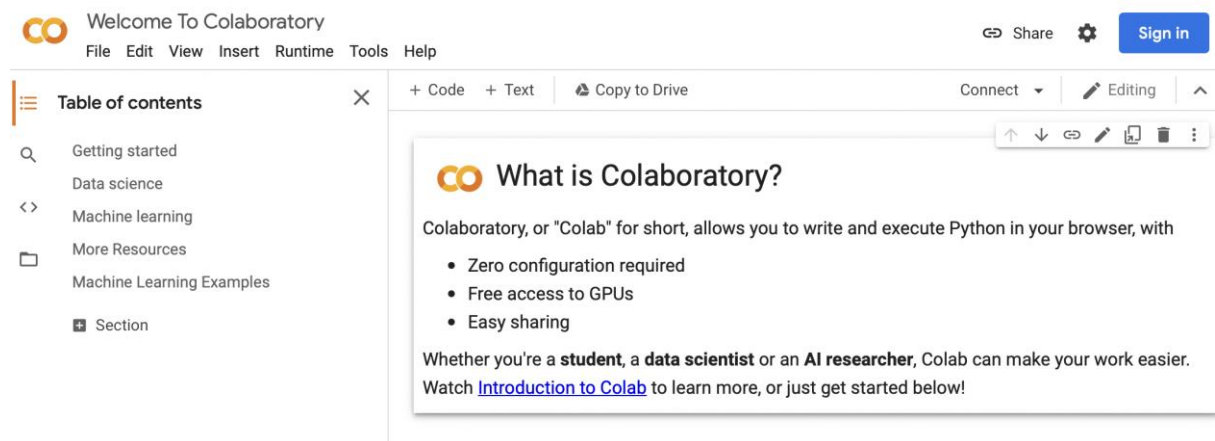 Welcome To Colaboratory
File Edit View Insert Runtime Tools Help
Share
Sign in
Table of contents
Getting started
Data science
Machine learning
More Resources
Machine Learning Examples
Section
+ Code + Text Copy to Drive
Connect Editing
What is Colaboratory?
Colaboratory, or "Colab" for short, allows you to write and execute Python in your browser, with
• Zero configuration required
• Free access to GPUs
• Easy sharing
Whether you're a student, a data scientist or an AI researcher, Colab can make your work easier.
Watch Introduction to Colab to learn more, or just get started below!